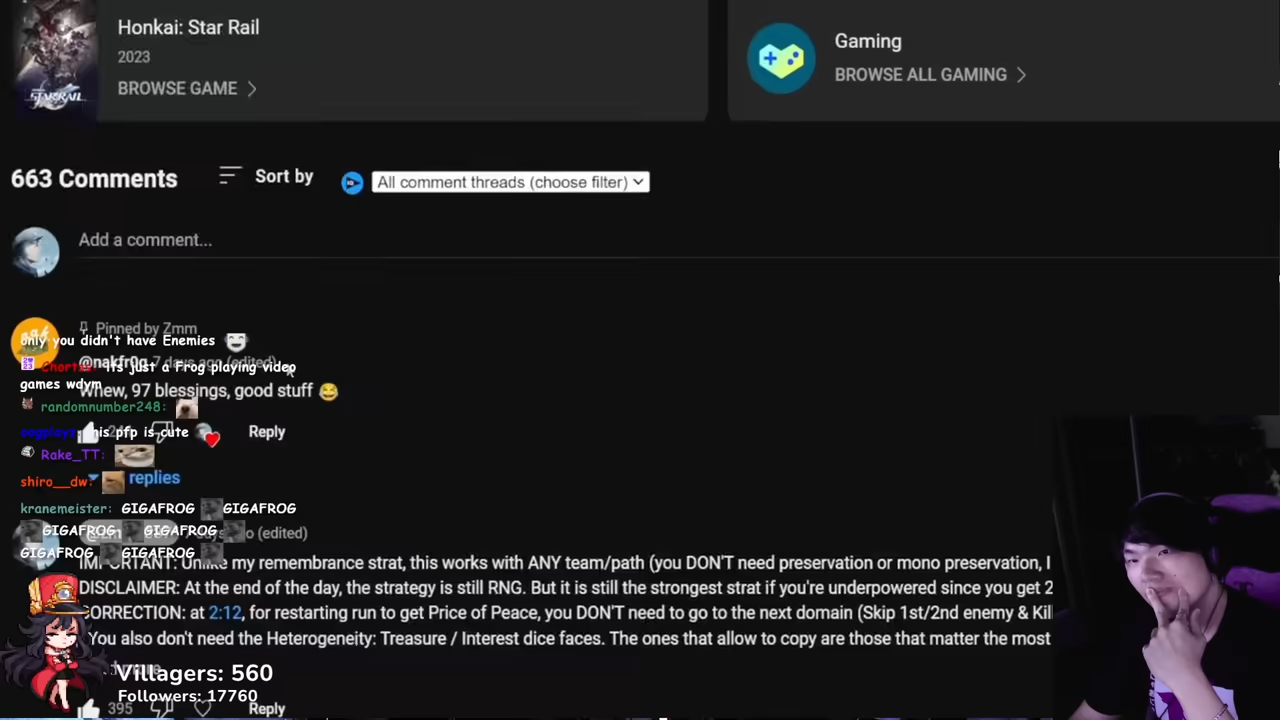 Honkai: Star Rail
2023
BROWSE GAME
STAR RAIL
Gaming
BROWSE ALL GAMING
663 Comments
Sort by
All comment threads (choose filter)
Add a comment...
Pinned by Zmm
only you didn't have Enemies
@nakfr0g 7 days ago (edited)
Its just a Frog playing video
games wdym
Whew, 97 blessings, good stuff 😂
randomnumber248:
his pfp is cute
Reply
Rake_TT:
shiro__dw:
replies
kranemeister: GIGAFROG GIGAFROG
GIGAFROG GIGAFROG
(edited)
GIGAFROG GIGAFROG
IMPORTANT: Unlike my remembrance strat, this works with ANY team/path (you DON'T need preservation or mono preservation, I
DISCLAIMER: At the end of the day, the strategy is still RNG. But it is still the strongest strat if you're underpowered since you get 2
CORRECTION: at 2:12, for restarting run to get Price of Peace, you DON'T need to go to the next domain (Skip 1st/2nd enemy & Kil
You also don't need the Heterogeneity: Treasure / Interest dice faces. The ones that allow to copy are those that matter the most
Villagers: 560
Followers: 17760
395
Reply